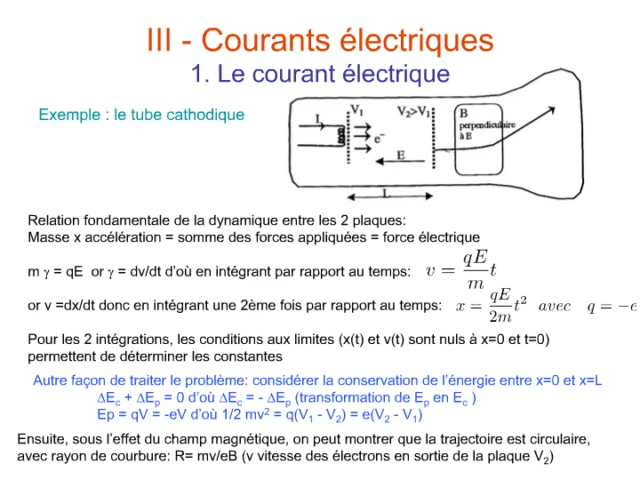 III - Courants électriques
1. Le courant électrique
Exemple : le tube cathodique
I
V₁
V₂>V₁
B
perpendiculaire
à E
e⁻
E
L
Relation fondamentale de la dynamique entre les 2 plaques:
Masse x accélération = somme des forces appliquées = force électrique
m γ = qE or γ = dv/dt d'où en intégrant par rapport au temps: v = qE/m t
or v =dx/dt donc en intégrant une 2ème fois par rapport au temps: x = qE/2m t² avec q = −e
Pour les 2 intégrations, les conditions aux limites (x(t) et v(t) sont nuls à x=0 et t=0)
permettent de déterminer les constantes
Autre façon de traiter le problème: considérer la conservation de l'énergie entre x=0 et x=L
ΔEc + ΔEp = 0 d'où ΔEc = - ΔEp (transformation de Ep en Ec )
Ep = qV = -eV d'où 1/2 mv² = q(V₁ - V₂) = e(V₂ - V₁)
Ensuite, sous l'effet du champ magnétique, on peut montrer que la trajectoire est circulaire,
avec rayon de courbure: R= mv/eB (v vitesse des électrons en sortie de la plaque V₂)